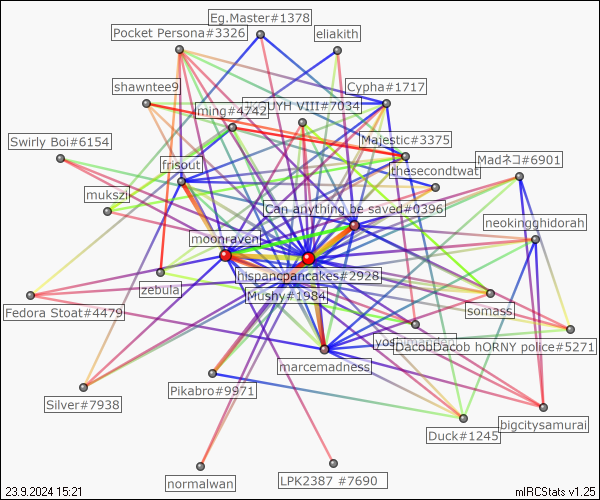 Eg.Master#1378
Pocket Persona#3326
eliakith
shawntee9
Cypha#1717
VIII#7034
ming#4742
Majestic#3375
Swirly Boi#6154
thesecondtwat
Madネコ#6901
frisout
mukszi
Can anything be saved#0396
neokingghidorah
moonraven
hispanqpancakes#2928
zebula
Mushy#1984
somass
Fedora Stoat#4479
DacobDacob hORNY police#5271
marcemadness
Pikabro#9971
Silver#7938
bigcitysamurai
Duck#1245
normalwan
LPK2387 #7690
23.9.2024 15:21
mIRCStats v1.25